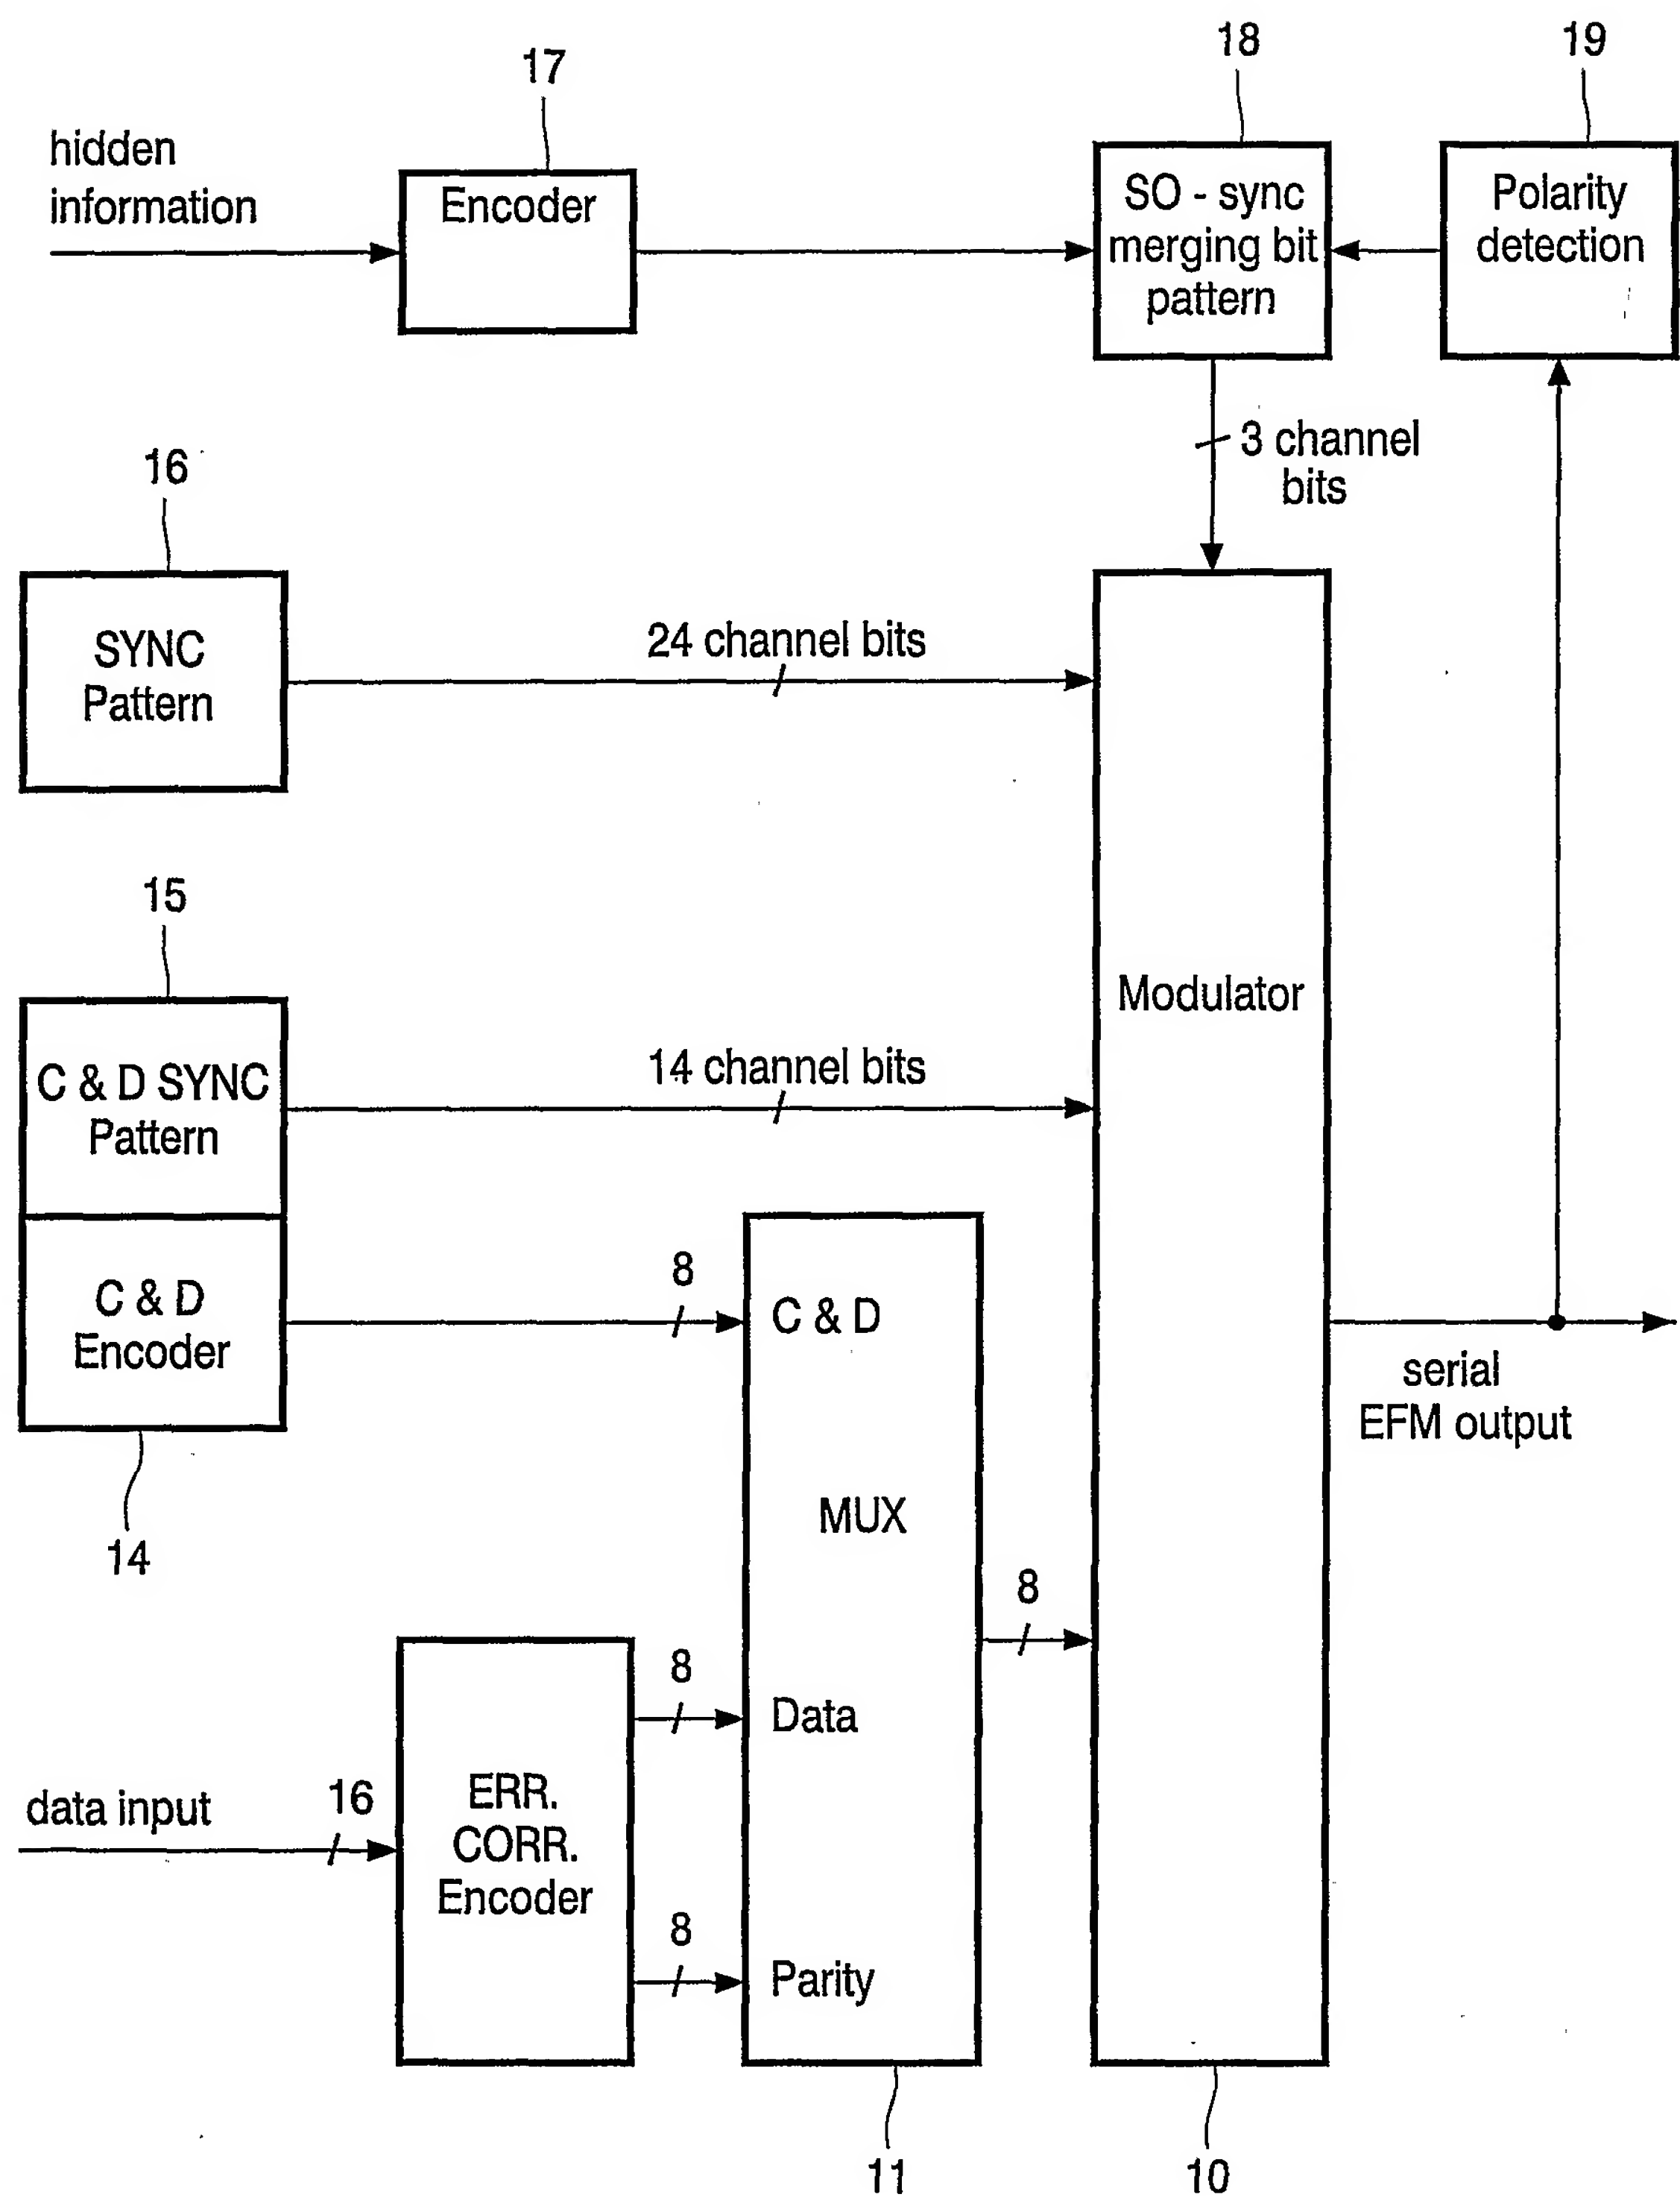 17
18
19
hidden
information
Encoder
SO - sync
merging bit
pattern
Polarity
detection
3 channel
bits
16
SYNC
Pattern
24 channel bits
15
C & D SYNC
Pattern
14 channel bits
Modulator
C & D
Encoder
8
C & D
serial
EFM output
14
MUX
8
8
Data
data input
16
ERR.
CORR.
Encoder
8
Parity
11
10